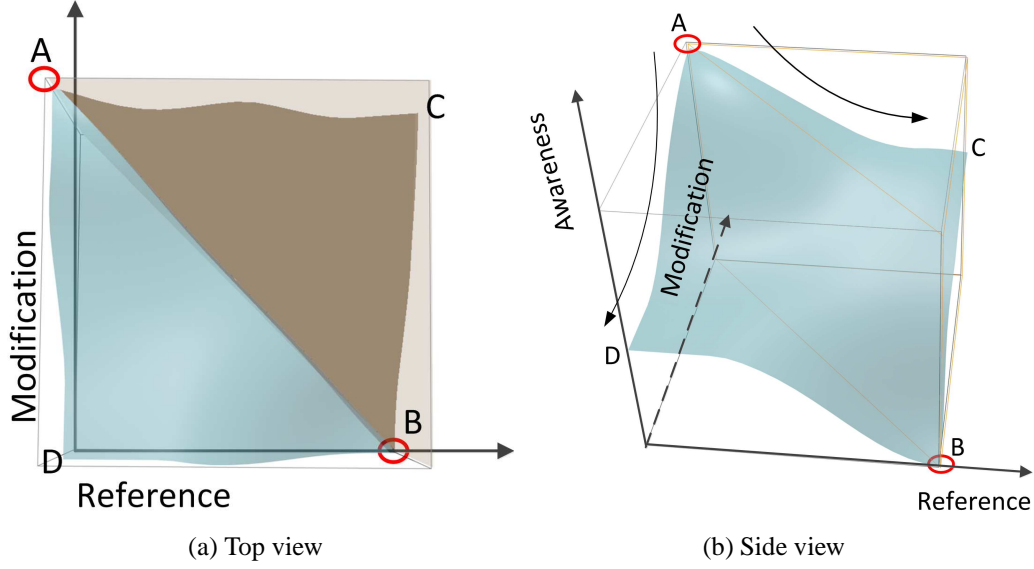 A
C
Modification
B
D
Reference
(a) Top view
A
Awareness
C
Modification
D
B
Reference
(b) Side view